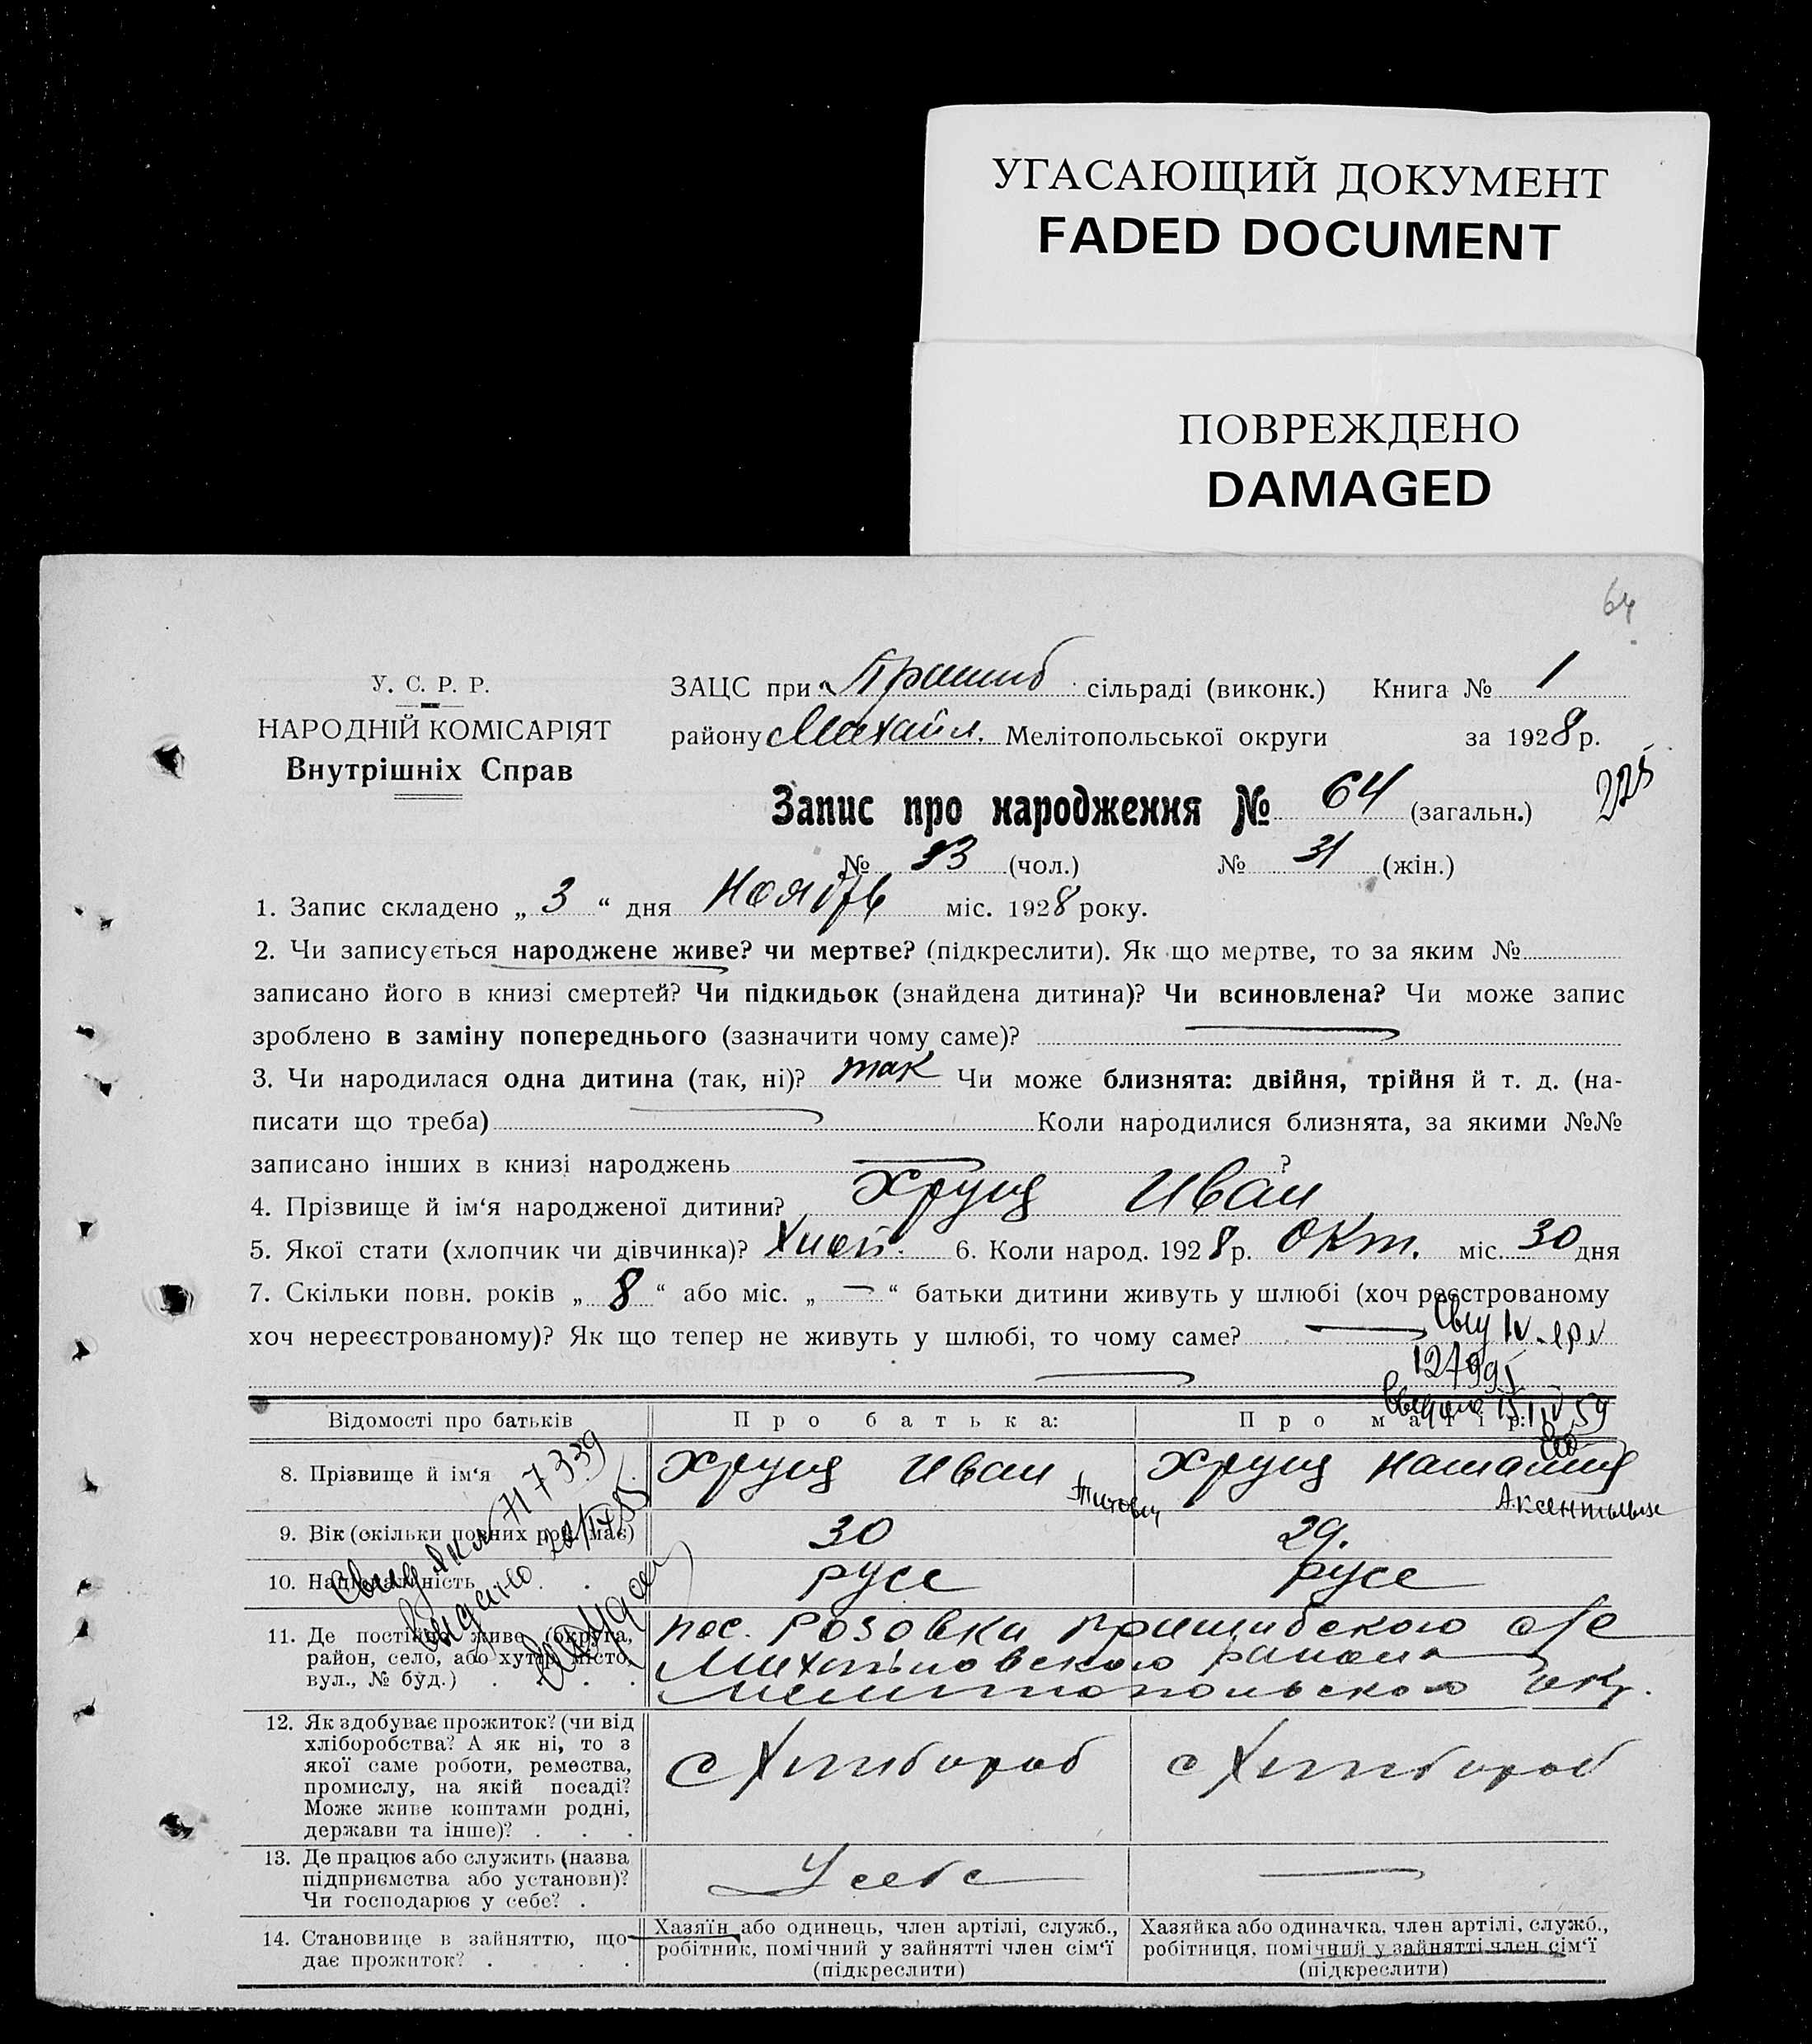 УГАСАЮЩИЙ ДОКУМЕНТ
FADED DOCUMENT
ПОВРЕЖДЕНО
DAMAGED
64
У. С. Р. Р.
НАРОДНІЙ КОМІСАРІЯТ
Внутрішніх Справ
ЗАЦС при Пришиб сільраді (виконк.) Книга № 1
району Михайл. Мелітопольської округи за 1928 р.
Запис про народження № 64 (загальн.)
225
№ 33 (чол.) № 31 (жін.)
1. Запис складено „ 3 “ дня Ноябрь міс. 1928 року.
2. Чи записується народжене живе? чи мертве? (підкреслити). Як що мертве, то за яким №
записано його в книзі смертей? Чи підкидьок (знайдена дитина)? Чи всиновлена? Чи може запис
зроблено в заміну попереднього (зазначити чому саме)?
3. Чи народилася одна дитина (так, ні)? так Чи може близнята: двійня, трійня й т. д. (на-
писати що треба) Коли народилися близнята, за якими №№
записано інших в книзі народжень ?
4. Прізвище й ім‘я народженої дитини? Хрущ Иван
5. Якої стати (хлопчик чи дівчинка)? Хлоп. 6. Коли народ. 1928 р. Окт. міс. 30 дня
7. Скільки повн. років „ 8 “ або міс. „ — “ батьки дитини живуть у шлюбі (хоч реєстрованому
хоч нереєстрованому)? Як що тепер не живуть у шлюбі, то чому саме?
Відомості про батьків Про батька: Про матір:
8. Прізвище й ім‘я Хрущ Иван Титович Хрущ Наталия
9. Вік (скільки повних рок. має) 30 29.
10. Національність русс русс
11. Де постійно живе (округа, район, село, або хутір, місто, вул., № буд.)
пос. Розовка Пришибского с/с
Михайловского района
Мелитопольского окр.
12. Як здобуває прожиток? (чи від
хліборобства? А як ні, то з
якої саме роботи, ремества,
промислу, на якій посаді?
Може живе коштами родні,
держави та інше)?
Хлибороб Хлибороб
13. Де працює або служить (назва
підприємства або установи)?
Чи господарює у себе?
У себе
14. Становище в зайняттю, що
дає прожиток?
Хазяїн або одинець, член артілі, служб.,
робітник, помічний у зайнятті член сім‘ї
(підкреслити)
Хазяйка або одиначка, член артілі, служб.,
робітниця, помічний у зайнятті член сім‘ї
(підкреслити)